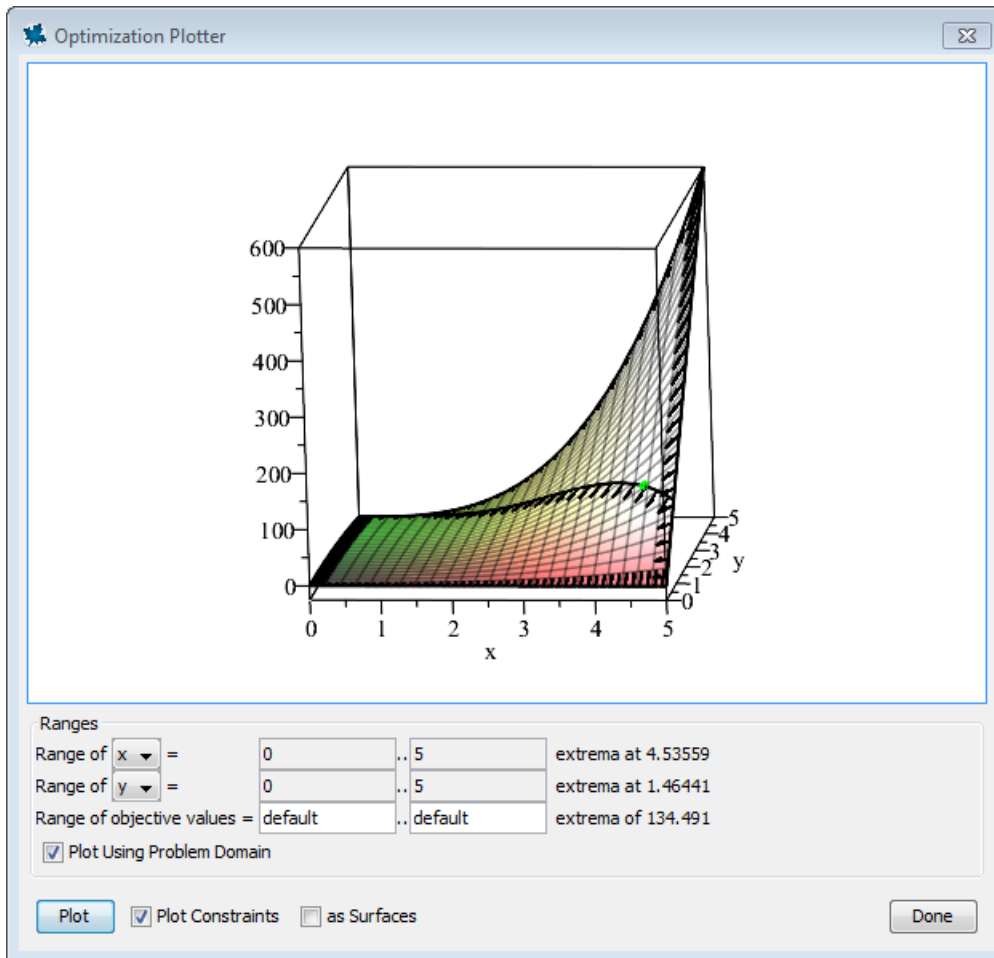 Optimization Plotter
600
500
400
300
200
100
0
0 1 2 3 4 5
x
0 1 2 3 4 5
y
Ranges
Range of x = 0 .. 5 extrema at 4.53559
Range of y = 0 .. 5 extrema at 1.46441
Range of objective values = default .. default extrema of 134.491
Plot Using Problem Domain
Plot Plot Constraints as Surfaces Done